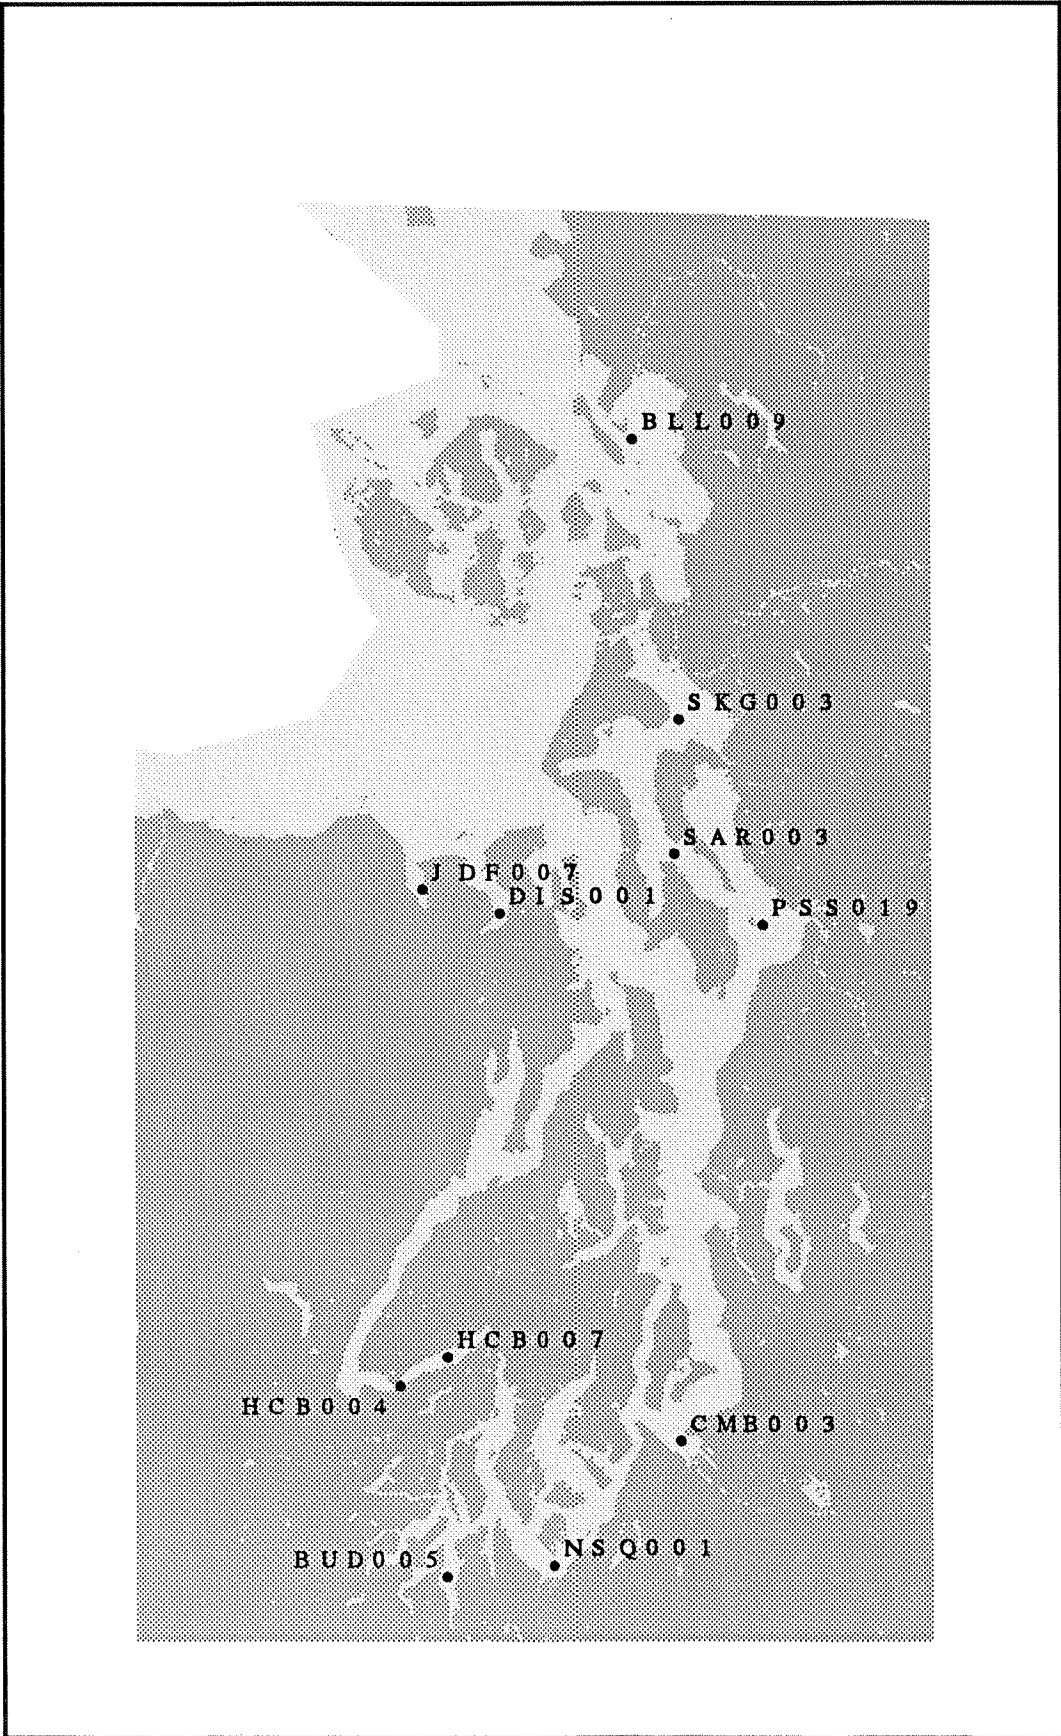 BLL009
SKG003
SAR003
JDF007
DIS001
PSS019
HCB007
HCB004
CMB003
NSQ001
BUD005